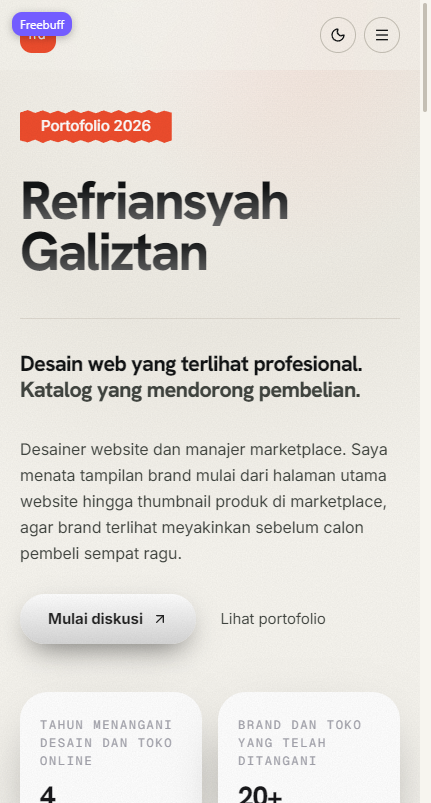 Freebuff
Portofolio 2026
Refriansyah
Galiztan
Desain web yang terlihat profesional.
Katalog yang mendorong pembelian.
Desainer website dan manajer marketplace. Saya
menata tampilan brand mulai dari halaman utama
website hingga thumbnail produk di marketplace,
agar brand terlihat meyakinkan sebelum calon
pembeli sempat ragu.
Mulai diskusi
Lihat portofolio
TAHUN MENANGANI
DESAIN DAN TOKO
ONLINE
4
BRAND DAN TOKO
YANG TELAH
DITANGANI
20+